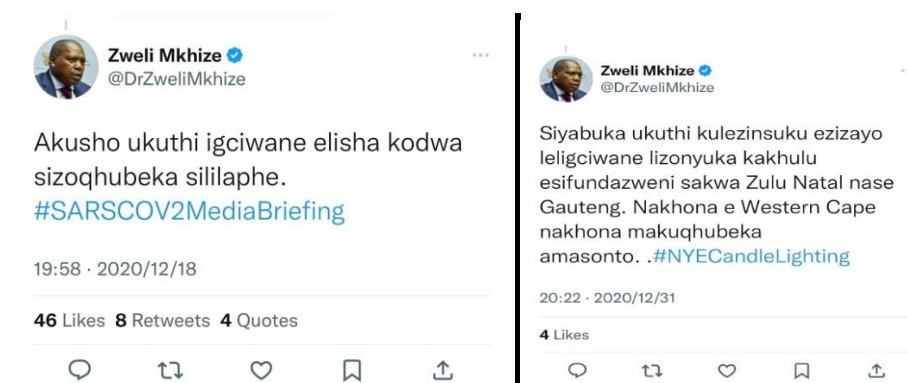 Zweli Mkhize
@DrZweliMkhize
Akusho ukuthi igciwane elisha kodwa
sizoqhubeka sililaphe.
#SARSCOV2MediaBriefing
19:58 · 2020/12/18
46 Likes 8 Retweets 4 Quotes
Zweli Mkhize
@DrZweliMkhize
Siyabuka ukuthi kulezinsuku ezizayo
leligciwane lizonyuka kakhulu
esifundazweni sakwa Zulu Natal nase
Gauteng. Nakhona e Western Cape
nakhona makuqhubeka
amasonto. .#NYECandleLighting
20:22 · 2020/12/31
4 Likes